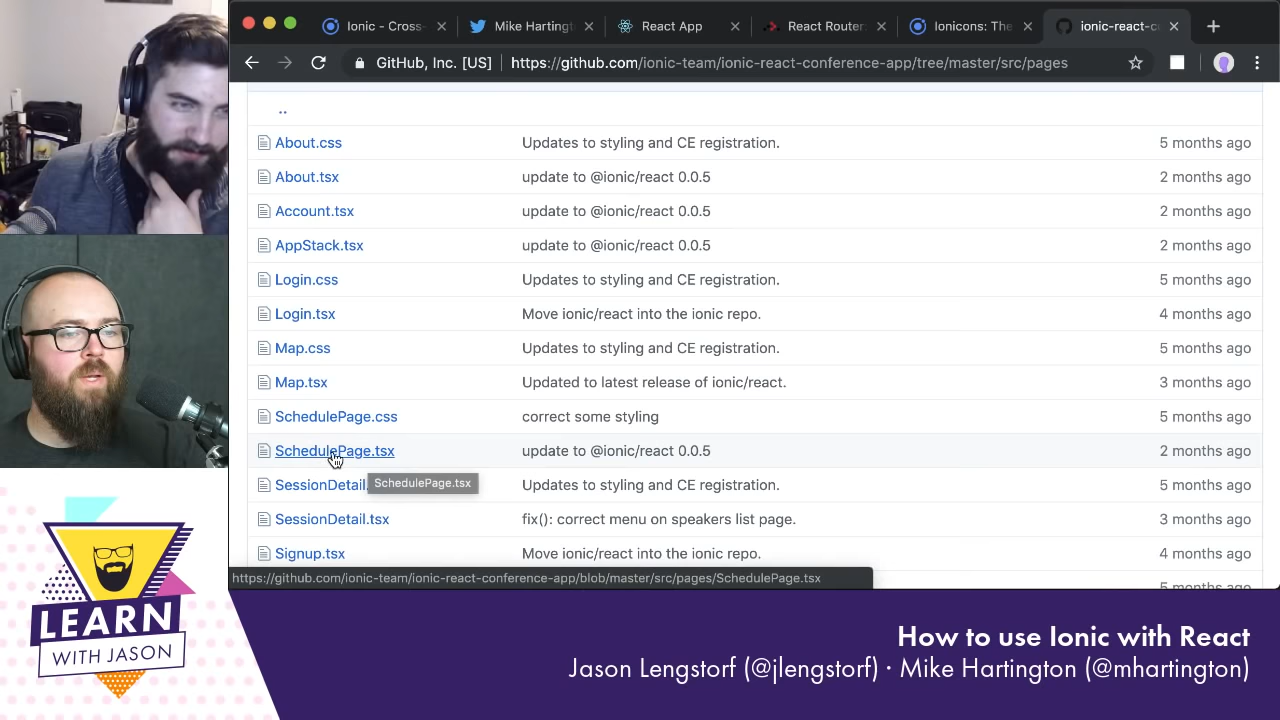 Ionic - Cross-
Mike Harting
React App
React Router
Ionicons: The
ionic-react-c
GitHub, Inc. [US]
https://github.com/ionic-team/ionic-react-conference-app/tree/master/src/pages
..
About.css Updates to styling and CE registration. 5 months ago
About.tsx update to @ionic/react 0.0.5 2 months ago
Account.tsx update to @ionic/react 0.0.5 2 months ago
AppStack.tsx update to @ionic/react 0.0.5 2 months ago
Login.css Updates to styling and CE registration. 5 months ago
Login.tsx Move ionic/react into the ionic repo. 4 months ago
Map.css Updates to styling and CE registration. 5 months ago
Map.tsx Updated to latest release of ionic/react. 3 months ago
SchedulePage.css correct some styling 5 months ago
SchedulePage.tsx update to @ionic/react 0.0.5 2 months ago
SchedulePage.tsx
SessionDetail. Updates to styling and CE registration. 5 months ago
SessionDetail.tsx fix(): correct menu on speakers list page. 3 months ago
Signup.tsx Move ionic/react into the ionic repo. 4 months ago
5 months ago
https://github.com/ionic-team/ionic-react-conference-app/blob/master/src/pages/SchedulePage.tsx
LEARN
WITH JASON
How to use Ionic with React
Jason Lengstorf (@jlengstorf) · Mike Hartington (@mhartington)